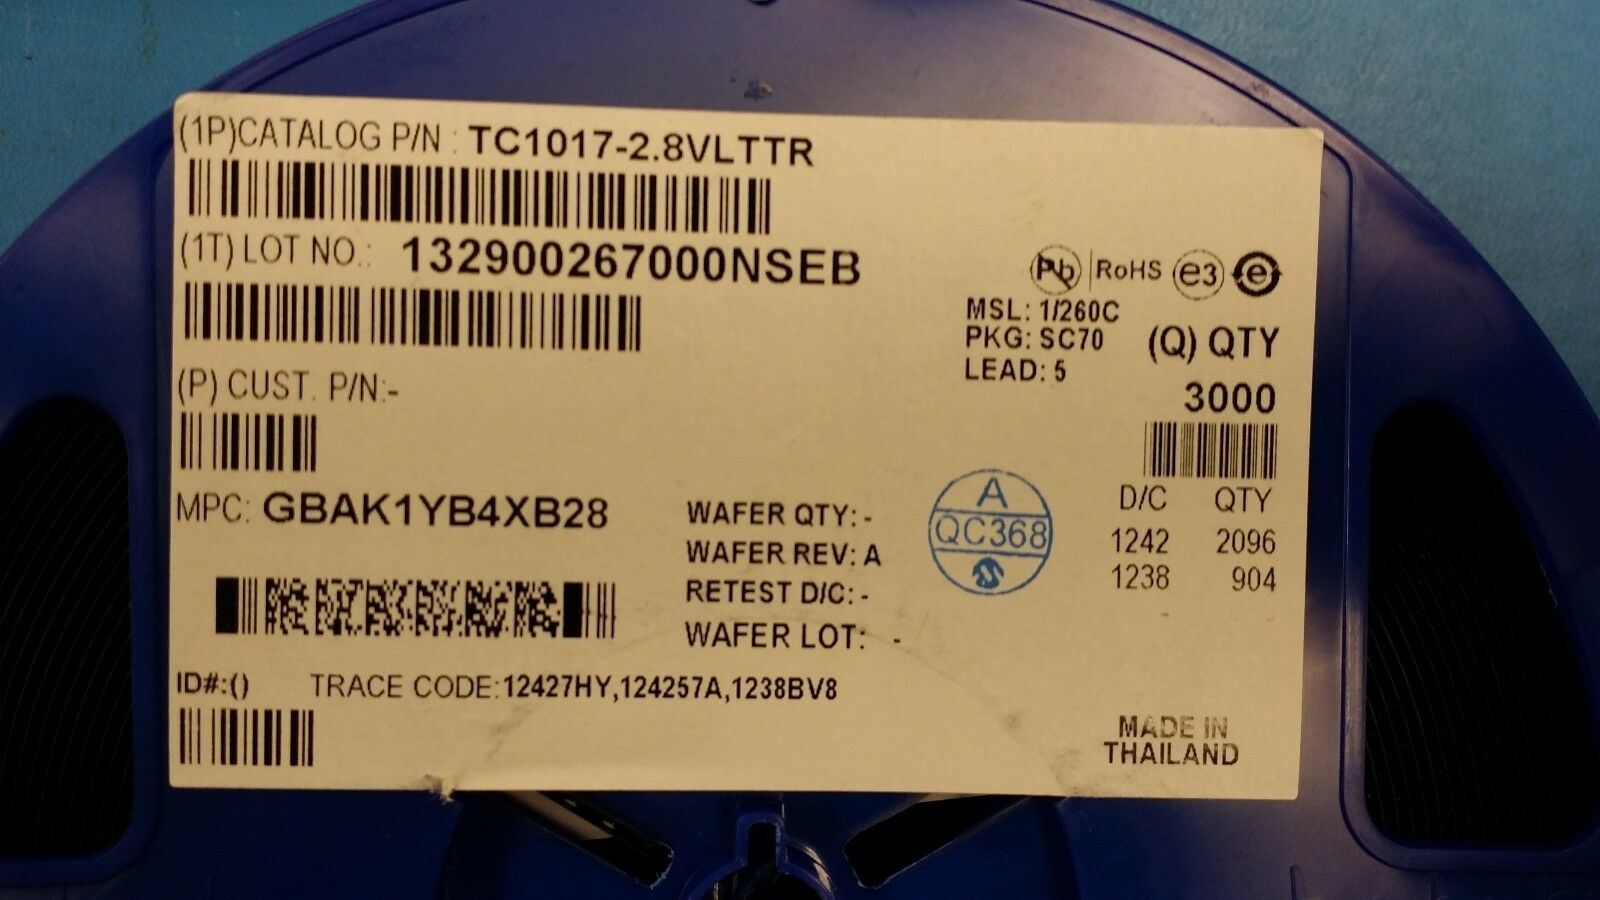 (1P)CATALOG P/N : TC1017-2.8VLTTR
(1T) LOT NO.: 132900267000NSEB
Pb RoHS e3 e
MSL: 1/260C
PKG: SC70
LEAD: 5
(Q) QTY
3000
(P) CUST. P/N:-
MPC: GBAK1YB4XB28
WAFER QTY: -
WAFER REV: A
RETEST D/C: -
WAFER LOT: -
A
QC368
D/C QTY
1242 2096
1238 904
ID#:() TRACE CODE:12427HY,124257A,1238BV8
MADE IN
THAILAND